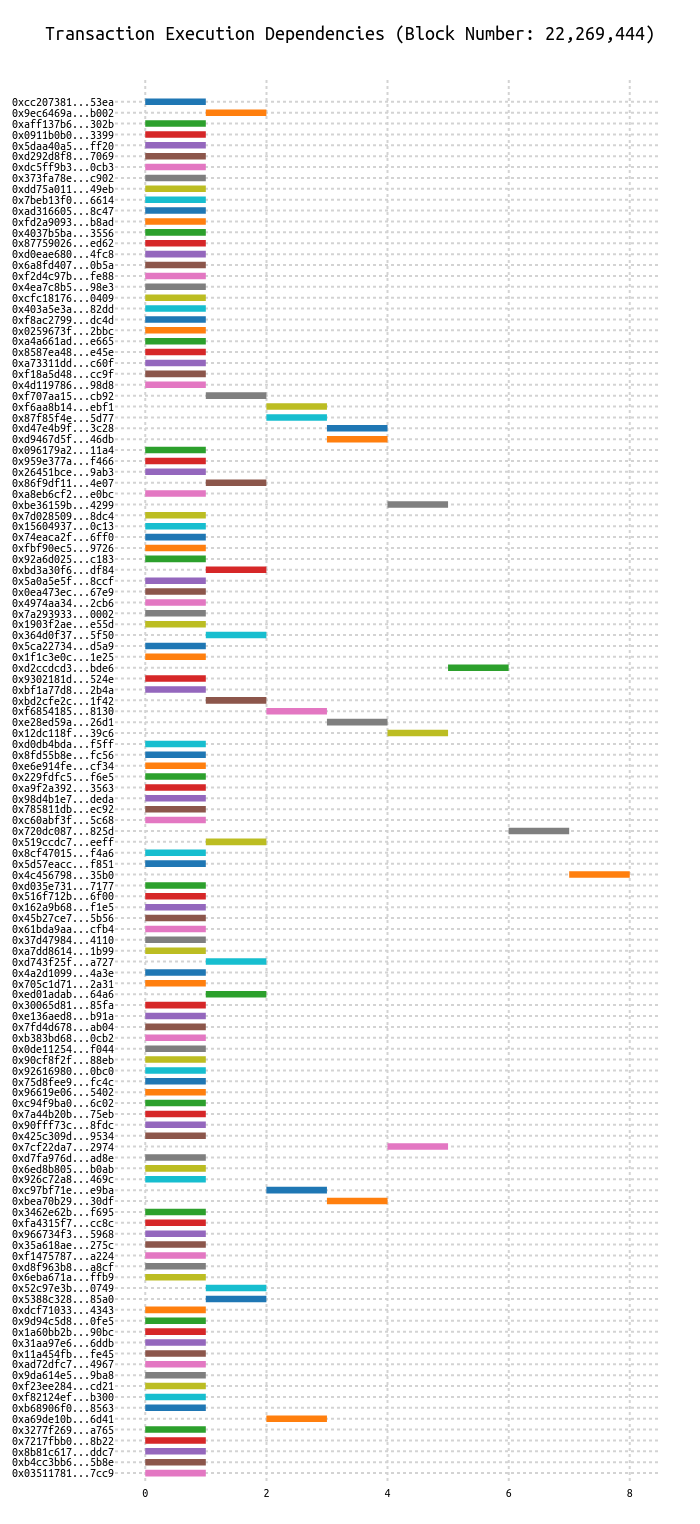 Transaction Execution Dependencies (Block Number: 22,269,444)
0xcc207381...53ea
0x9ec6469a...b002
0xaff137b6...302b
0x0911b0b0...3399
0x5daa40a5...ff20
0xd292d8f8...7069
0xdc5ff9b3...0cb3
0x373fa78e...c902
0xdd75a011...49eb
0x7beb13f0...6614
0xad316605...8c47
0xfd2a9093...b8ad
0x4037b5ba...3556
0x87759026...ed62
0xd0eae680...4fc8
0x6a8fd407...0b5a
0xf2d4c97b...fe88
0x4ea7c8b5...98e3
0xcfc18176...0409
0x403a5e3a...82dd
0xf8ac2799...dc4d
0x0259673f...2bbc
0xa4a661ad...e665
0x8587ea48...e45e
0xa73311dd...c60f
0xf18a5d48...cc9f
0x4d119786...98d8
0xf707aa15...cb92
0xf6aa8b14...ebf1
0x87f85f4e...5d77
0xd47e4b9f...3c28
0xd9467d5f...46db
0x096179a2...11a4
0x959e377a...f466
0x26451bce...9ab3
0x86f9df11...4e07
0xa8eb6cf2...e0bc
0xbe36159b...4299
0x7d028509...8dc4
0x15604937...0c13
0x74eaca2f...6ff0
0xfbf90ec5...9726
0x92a6d025...c183
0xbd3a30f6...df84
0x5a0a5e5f...8ccf
0x0ea473ec...67e9
0x4974aa34...2cb6
0x7a293933...0002
0x1903f2ae...e55d
0x364d0f37...5f50
0x5ca22734...d5a9
0x1f1c3e0c...1e25
0xd2ccdcd3...bde6
0x9302181d...524e
0xbf1a77d8...2b4a
0xbd2cfe2c...1f42
0xf6854185...8130
0xe28ed59a...26d1
0x12dc118f...39c6
0xd0db4bda...f5ff
0x8fd55b8e...fc56
0xe6e914fe...cf34
0x229fdfc5...f6e5
0xa9f2a392...3563
0x98d4b1e7...deda
0x785811db...ec92
0xc60abf3f...5c68
0x720dc087...825d
0x519ccdc7...eeff
0x8cf47015...f4a6
0x5d57eacc...f851
0x4c456798...35b0
0xd035e731...7177
0x516f712b...6f00
0x162a9b68...f1e5
0x45b27ce7...5b56
0x61bda9aa...cfb4
0x37d47984...4110
0xa7dd8614...1b99
0xd743f25f...a727
0x4a2d1099...4a3e
0x705c1d71...2a31
0xed01adab...64a6
0x30065d81...85fa
0xe136aed8...b91a
0x7fd4d678...ab04
0xb383bd68...0cb2
0x0de11254...f044
0x90cf8f2f...88eb
0x92616980...0bc0
0x75d8fee9...fc4c
0x96619e06...5402
0xc94f9ba0...6c02
0x7a44b20b...75eb
0x90fff73c...8fdc
0x425c309d...9534
0x7cf22da7...2974
0xd7fa976d...ad8e
0x6ed8b805...b0ab
0x926c72a8...469c
0xc97bf71e...e9ba
0xbea70b29...30df
0x3462e62b...f695
0xfa4315f7...cc8c
0x966734f3...5968
0x35a618ae...275c
0xf1475787...a224
0xd8f963b8...a8cf
0x6eba671a...ffb9
0x52c97e3b...0749
0x5388c328...85a0
0xdcf71033...4343
0x9d94c5d8...0fe5
0x1a60bb2b...90bc
0x31aa97e6...6ddb
0x11a454fb...fe45
0xad72dfc7...4967
0x9da614e5...9ba8
0xf23ee284...cd21
0xf82124ef...b300
0xb68906f0...8563
0xa69de10b...6d41
0x3277f269...a765
0x7217fbb0...8b22
0x8b81c617...ddc7
0xb4cc3bb6...5b8e
0x03511781...7cc9
0 2 4 6 8